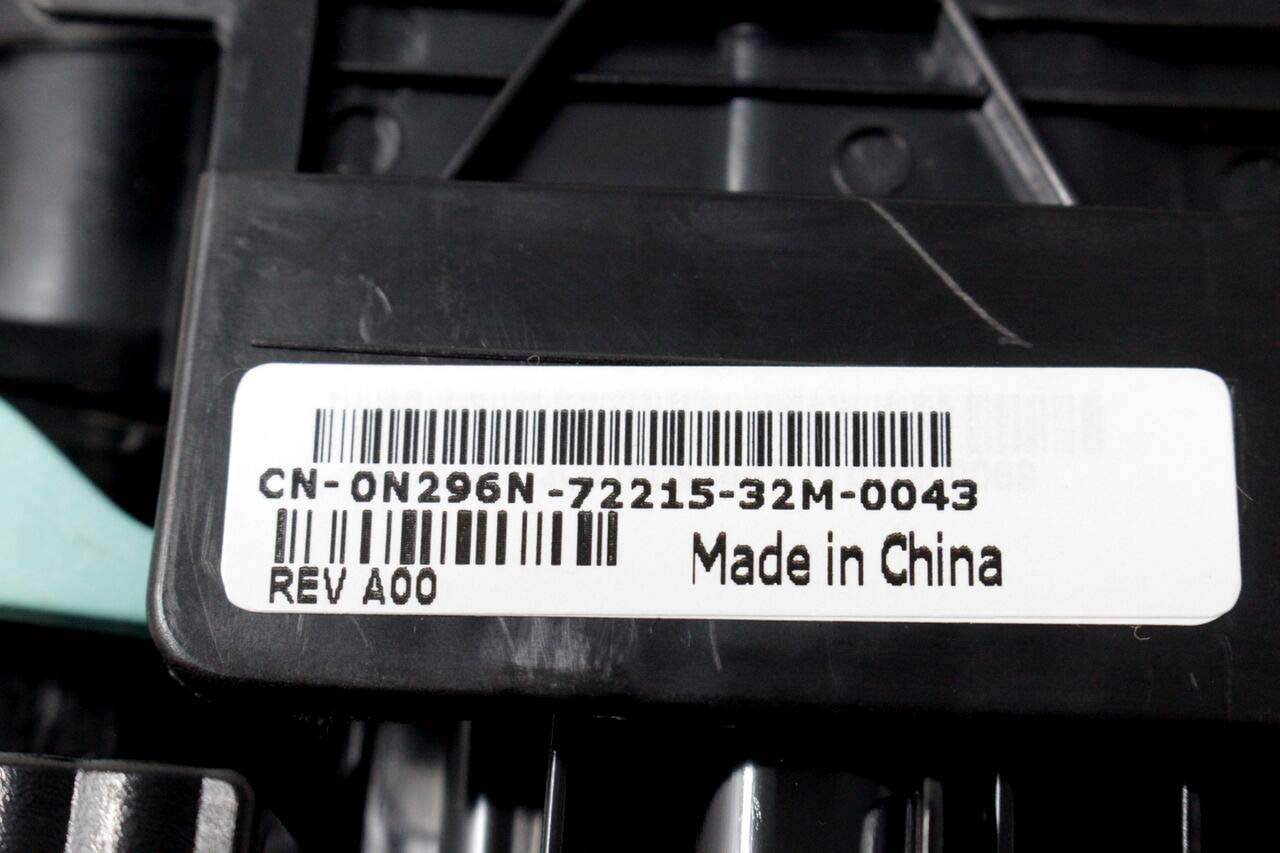 CN-0N296N-72215-32M-0043
REV A00
Made in China